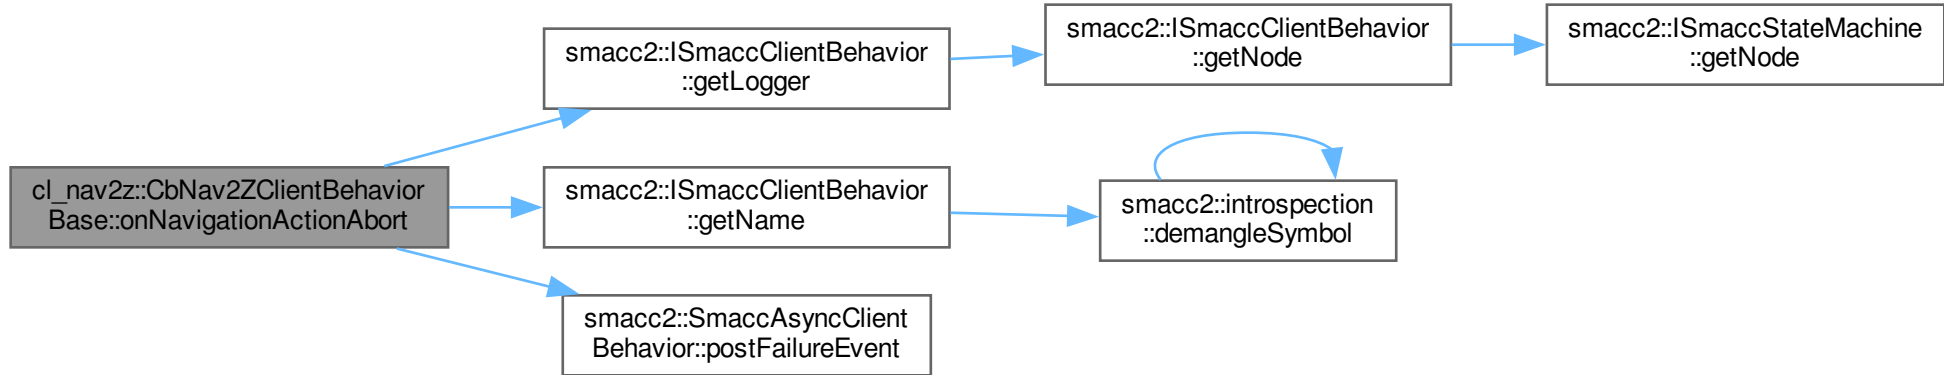 smacc2::ISmaccClientBehavior
::getLogger
smacc2::ISmaccClientBehavior
::getNode
smacc2::ISmaccStateMachine
::getNode
cl_nav2z::CbNav2ZClientBehavior
Base::onNavigationActionAbort
smacc2::ISmaccClientBehavior
::getName
smacc2::introspection
::demangleSymbol
smacc2::SmaccAsyncClient
Behavior::postFailureEvent